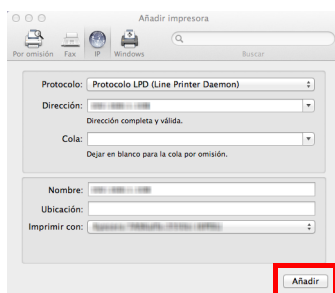 Añadir impresora
Por omisión Fax IP Windows Buscar
Protocolo: Protocolo LPD (Line Printer Daemon)
Dirección:
Dirección completa y válida.
Cola:
Dejar en blanco para la cola por omisión.
Nombre:
Ubicación:
Imprimir con:
Añadir